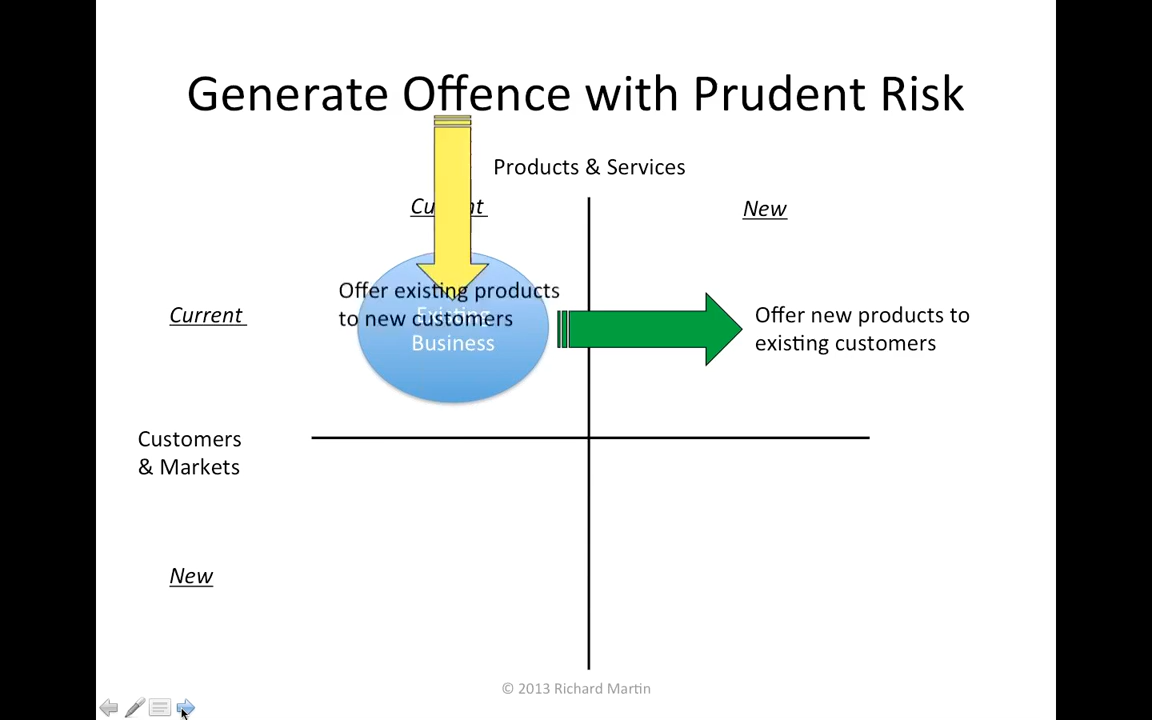 Generate Offence with Prudent Risk
Products & Services
New
Offer existing products
to new customers
Business
Current
Offer new products to
existing customers
Customers
& Markets
New
© 2013 Richard Martin